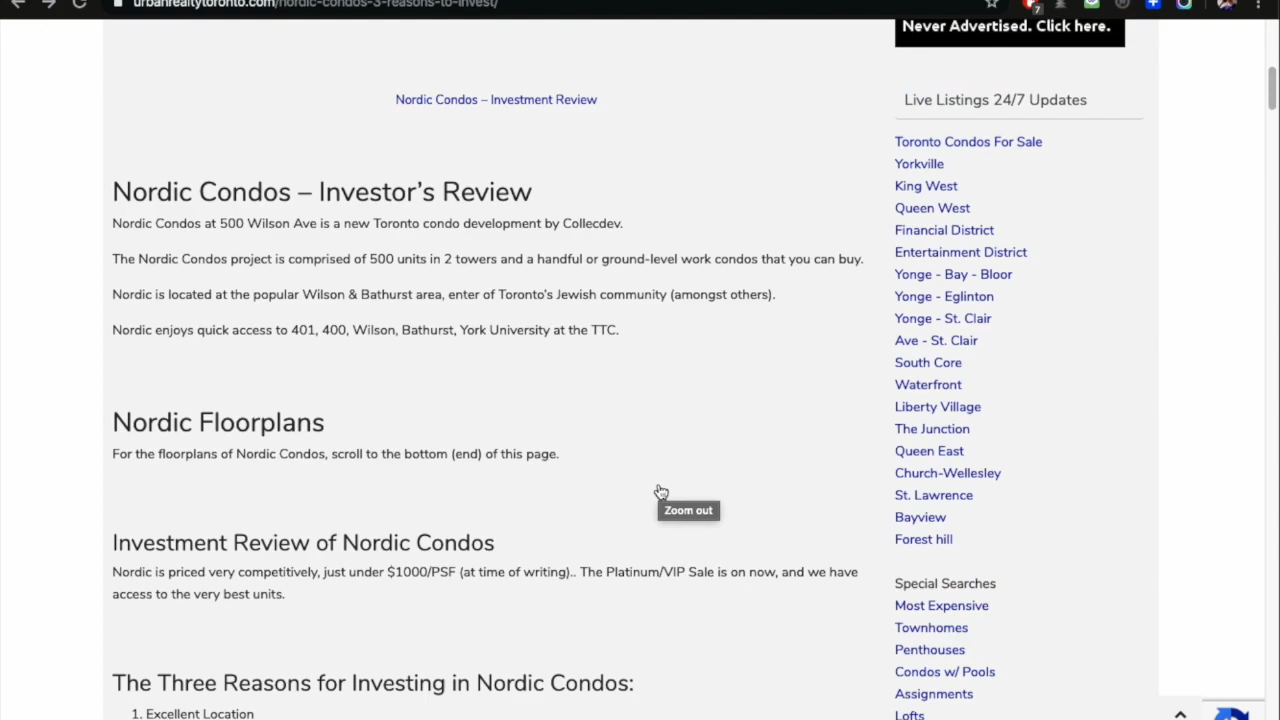 urbanrealtytoronto.com/nordic-condos-3-reasons-to-invest/
7
Never Advertised. Click here.
Nordic Condos – Investment Review
Nordic Condos – Investor's Review
Nordic Condos at 500 Wilson Ave is a new Toronto condo development by Collecdev.
The Nordic Condos project is comprised of 500 units in 2 towers and a handful or ground-level work condos that you can buy.
Nordic is located at the popular Wilson & Bathurst area, enter of Toronto's Jewish community (amongst others).
Nordic enjoys quick access to 401, 400, Wilson, Bathurst, York University at the TTC.
Nordic Floorplans
For the floorplans of Nordic Condos, scroll to the bottom (end) of this page.
Zoom out
Investment Review of Nordic Condos
Nordic is priced very competitively, just under $1000/PSF (at time of writing).. The Platinum/VIP Sale is on now, and we have
access to the very best units.
The Three Reasons for Investing in Nordic Condos:
1. Excellent Location
Live Listings 24/7 Updates
Toronto Condos For Sale
Yorkville
King West
Queen West
Financial District
Entertainment District
Yonge - Bay - Bloor
Yonge - Eglinton
Yonge - St. Clair
Ave - St. Clair
South Core
Waterfront
Liberty Village
The Junction
Queen East
Church-Wellesley
St. Lawrence
Bayview
Forest hill
Special Searches
Most Expensive
Townhomes
Penthouses
Condos w/ Pools
Assignments
Lofts